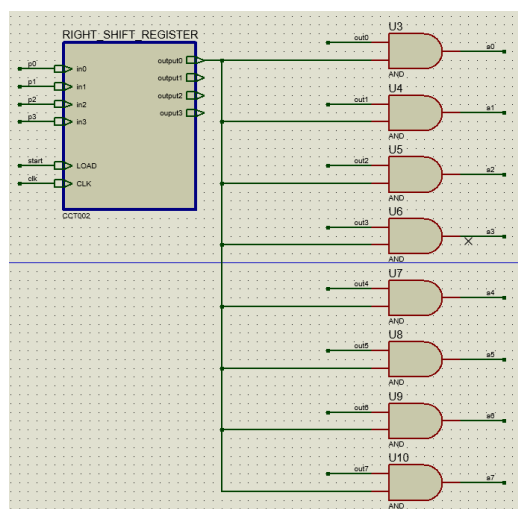 RIGHT_SHIFT_REGISTER
p0 in0 output0
p1 in1 output1
p2 in2 output2
p3 in3 ouput3
start LOAD
clk CLK
CCT002
U3
out0 a0
AND
U4
out1 a1
AND
U5
out2 a2
AND
U6
out3 a3
AND
U7
out4 a4
AND
U8
out5 a5
AND
U9
out6 a6
AND
U10
out7 a7
AND